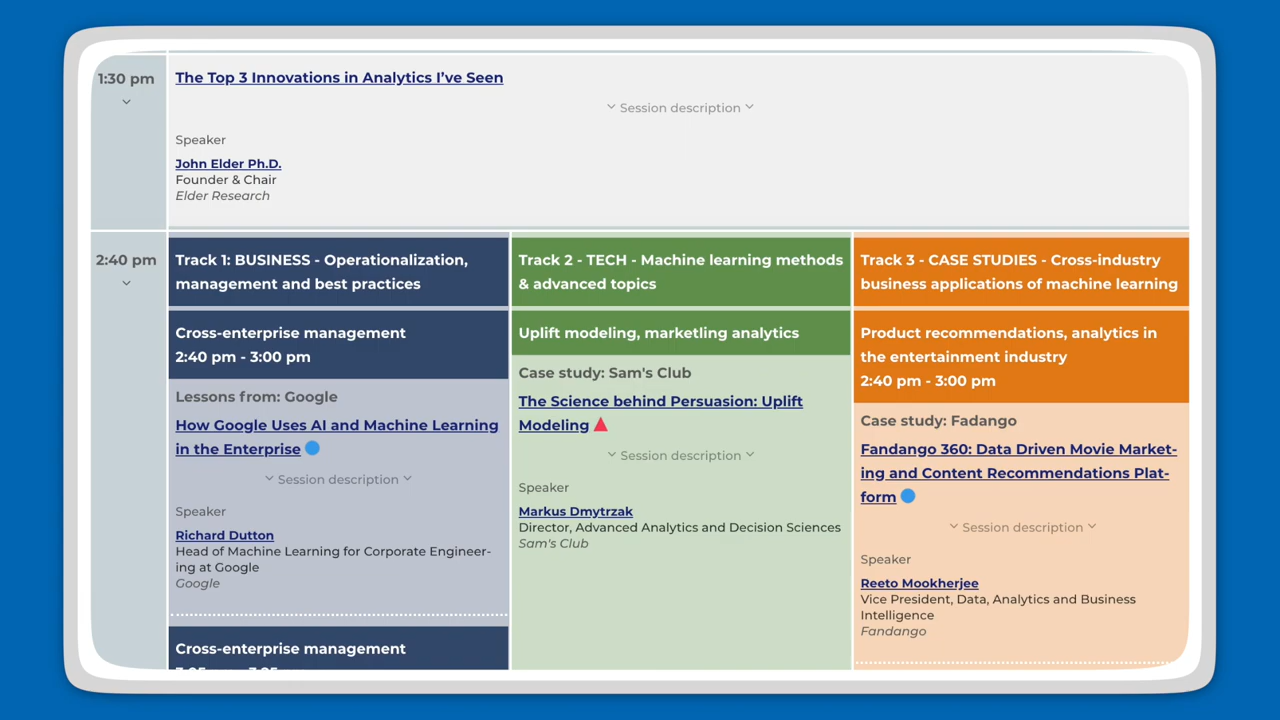 1:30 pm
The Top 3 Innovations in Analytics I’ve Seen
Session description
Speaker
John Elder Ph.D.
Founder & Chair
Elder Research
2:40 pm
Track 1: BUSINESS - Operationalization,
management and best practices
Cross-enterprise management
2:40 pm - 3:00 pm
Lessons from: Google
How Google Uses AI and Machine Learning
in the Enterprise
Session description
Speaker
Richard Dutton
Head of Machine Learning for Corporate Engineer-
ing at Google
Google
Cross-enterprise management
Track 2 - TECH - Machine learning methods
& advanced topics
Uplift modeling, marketling analytics
Case study: Sam's Club
The Science behind Persuasion: Uplift
Modeling
Session description
Speaker
Markus Dmytrzak
Director, Advanced Analytics and Decision Sciences
Sam's Club
Track 3 - CASE STUDIES - Cross-industry
business applications of machine learning
Product recommendations, analytics in
the entertainment industry
2:40 pm - 3:00 pm
Case study: Fadango
Fandango 360: Data Driven Movie Market-
ing and Content Recommendations Plat-
form
Session description
Speaker
Reeto Mookherjee
Vice President, Data, Analytics and Business
Intelligence
Fandango